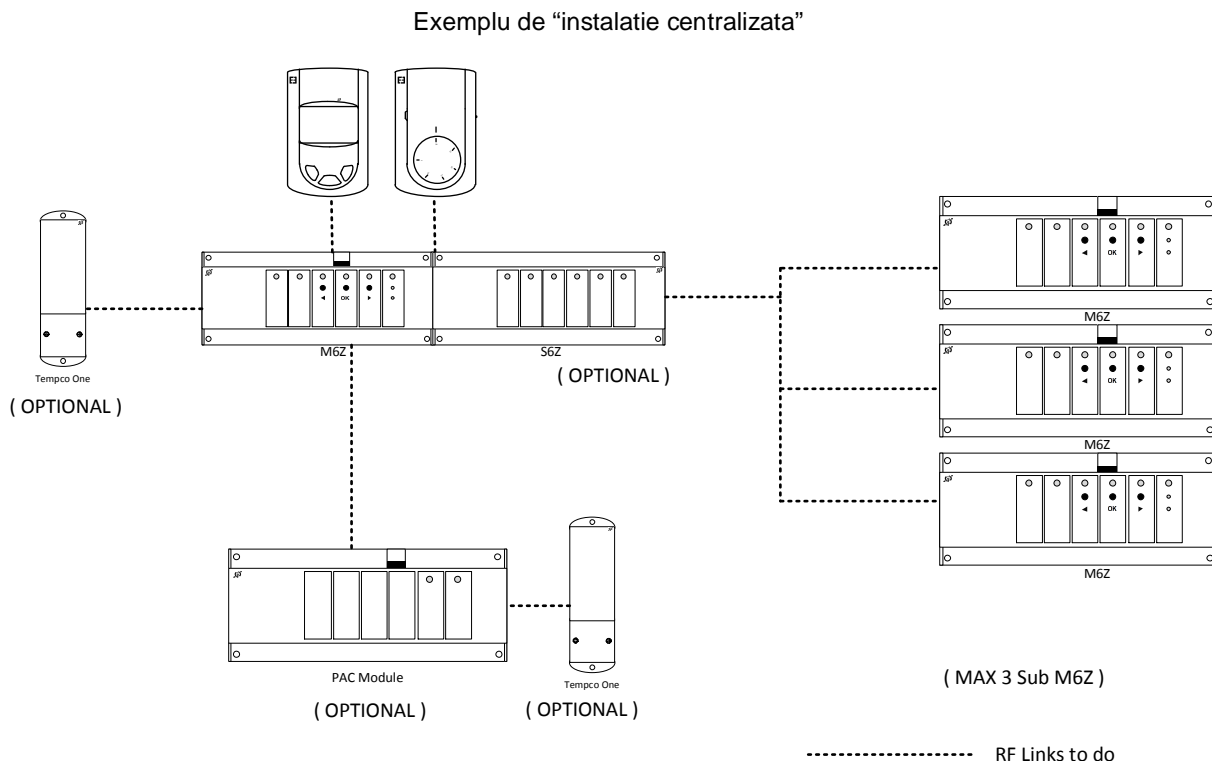 Exemplu de “instalatie centralizata”
M6Z
S6Z
( OPTIONAL )
OK
Tempco One
( OPTIONAL )
OK
M6Z
OK
M6Z
OK
M6Z
( MAX 3 Sub M6Z )
PAC Module
( OPTIONAL )
Tempco One
( OPTIONAL )
RF Links to do